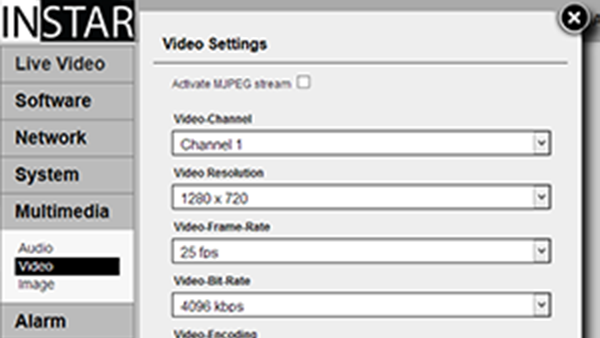 INSTAR
Live Video
Software
Network
System
Multimedia
Audio
Video
Image
Alarm
Video Settings
Activate MJPEG stream
Video-Channel
Channel 1
Video Resolution
1280 x 720
Video-Frame-Rate
25 fps
Video-Bit-Rate
4096 kbps
Video-Encoding